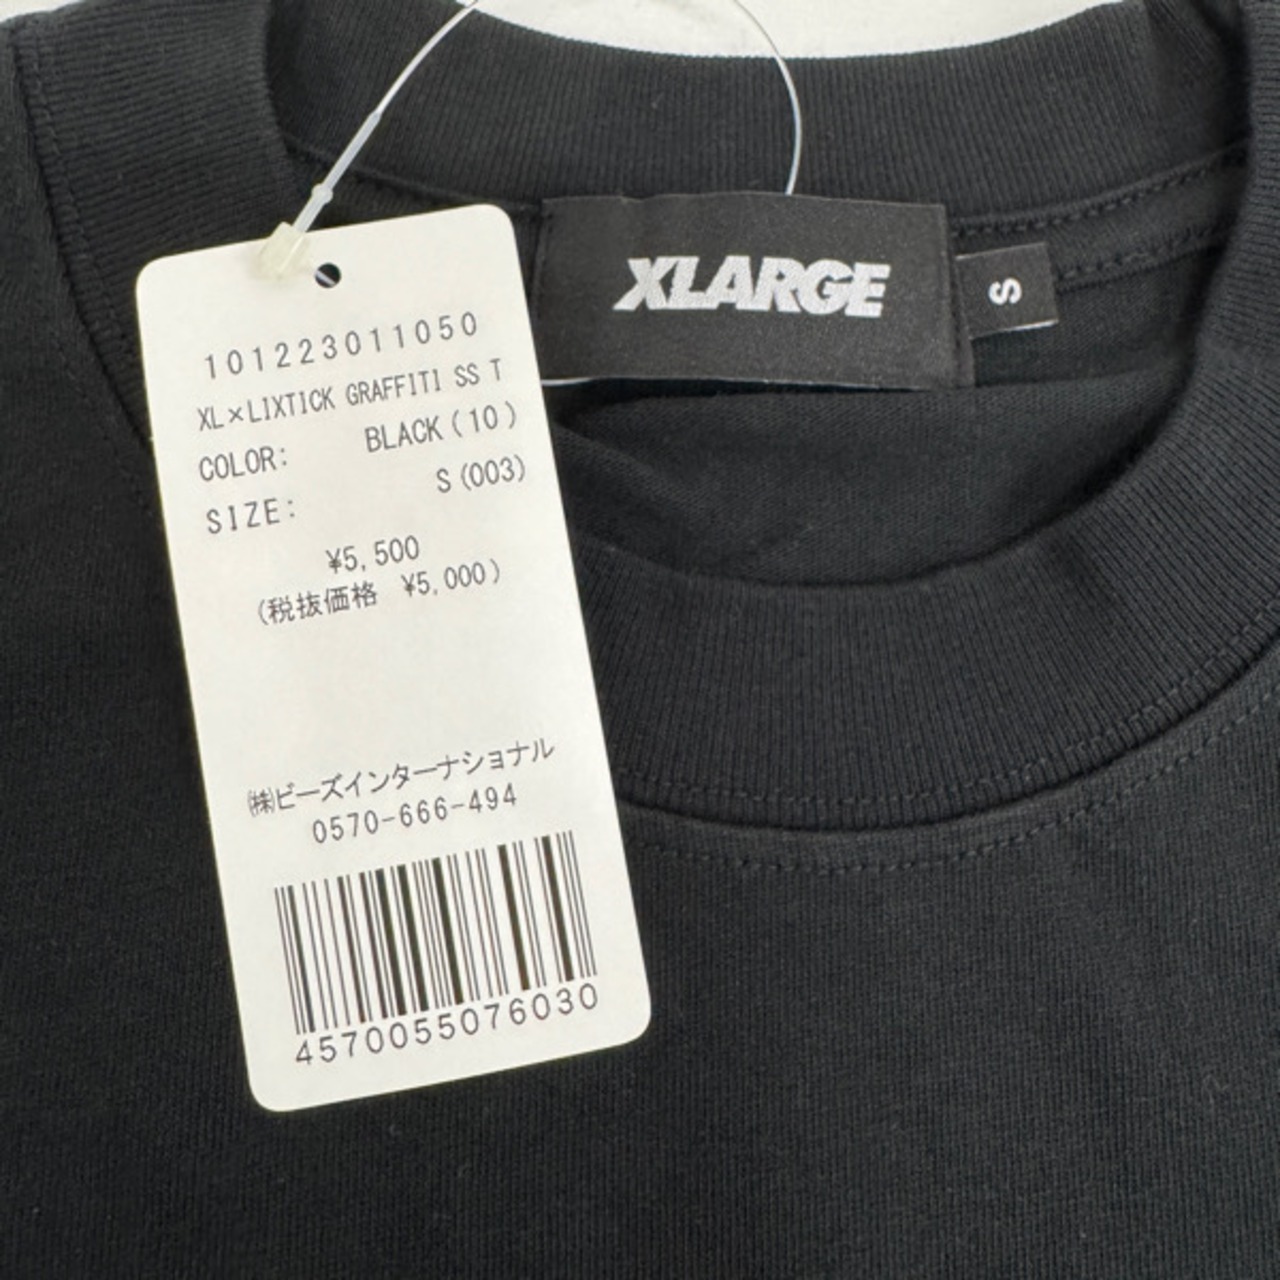 XLARGE
S
101223011050
XL×LIXTICK GRAFFITI SS T
COLOR: BLACK(10)
SIZE: S(003)
¥5,500
(税抜価格 ¥5,000)
㈱ビーズインターナショナル
0570-666-494
4570055076030